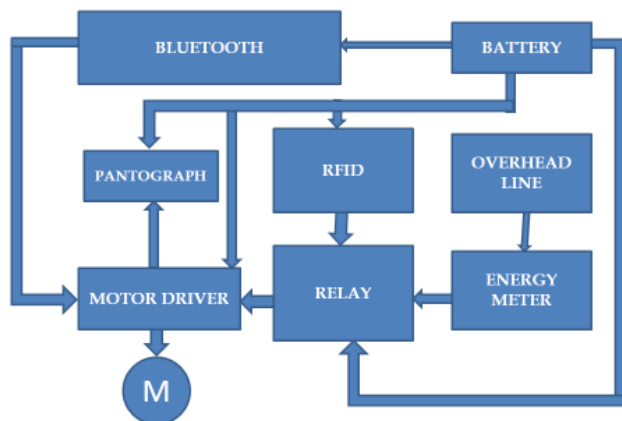 BLUETOOTH
BATTERY
PANTOGRAPH
RFID
OVERHEAD
LINE
MOTOR DRIVER
RELAY
ENERGY
METER
M